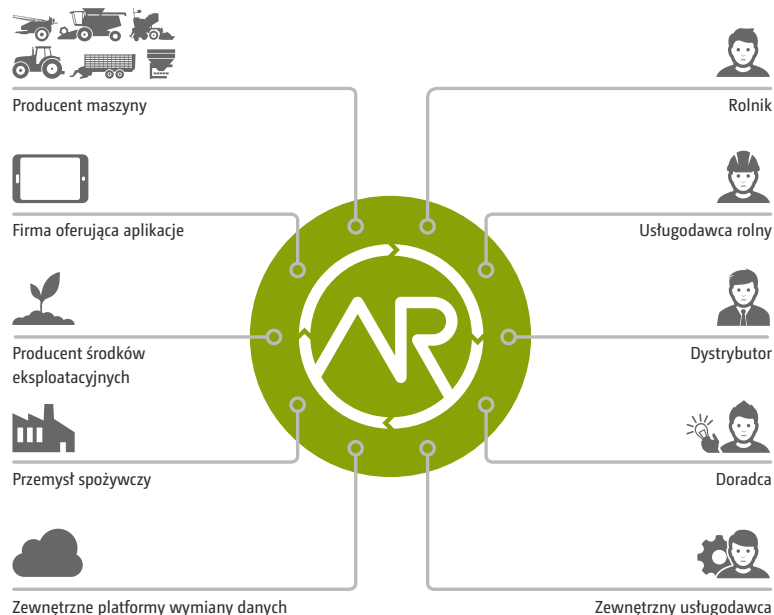 Producent maszyny
Rolnik
Firma oferująca aplikacje
Usługodawca rolny
AR
Producent środków
eksploatacyjnych
Dystrybutor
Przemysł spożywczy
Doradca
Zewnętrzne platformy wymiany danych
Zewnętrzny usługodawca